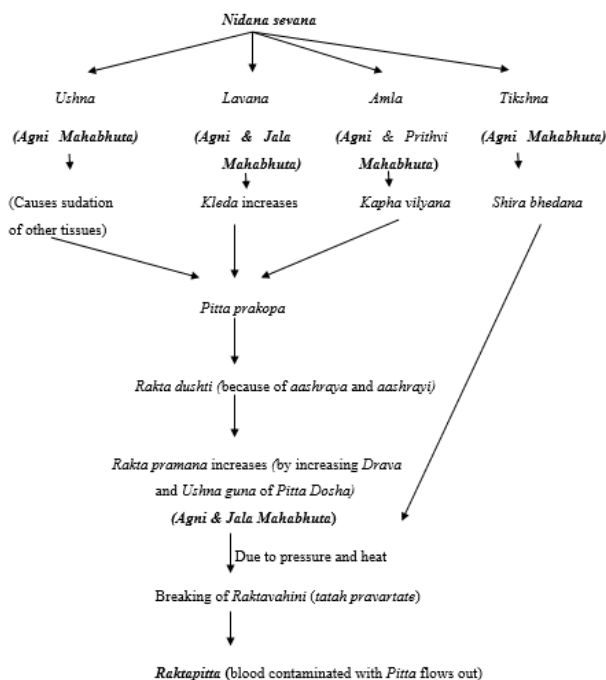 Nidana sevana
Ushna
Lavana
Amla
Tikshna
(Agni Mahabhuta)
(Agni & Jala
Mahabhuta)
(Agni & Prithvi
Mahabhuta)
(Agni Mahabhuta)
(Causes sudation
of other tissues)
Kleda increases
Kapha vilyana
Shira bhedana
Pitta prakopa
Rakta dushti (because of aashraya and aashrayi)
Rakta pramana increases (by increasing Drava
and Ushna guna of Pitta Dosha)
(Agni & Jala Mahabhuta)
Due to pressure and heat
Breaking of Raktavahini (tatah pravartate)
Raktapitta (blood contaminated with Pitta flows out)